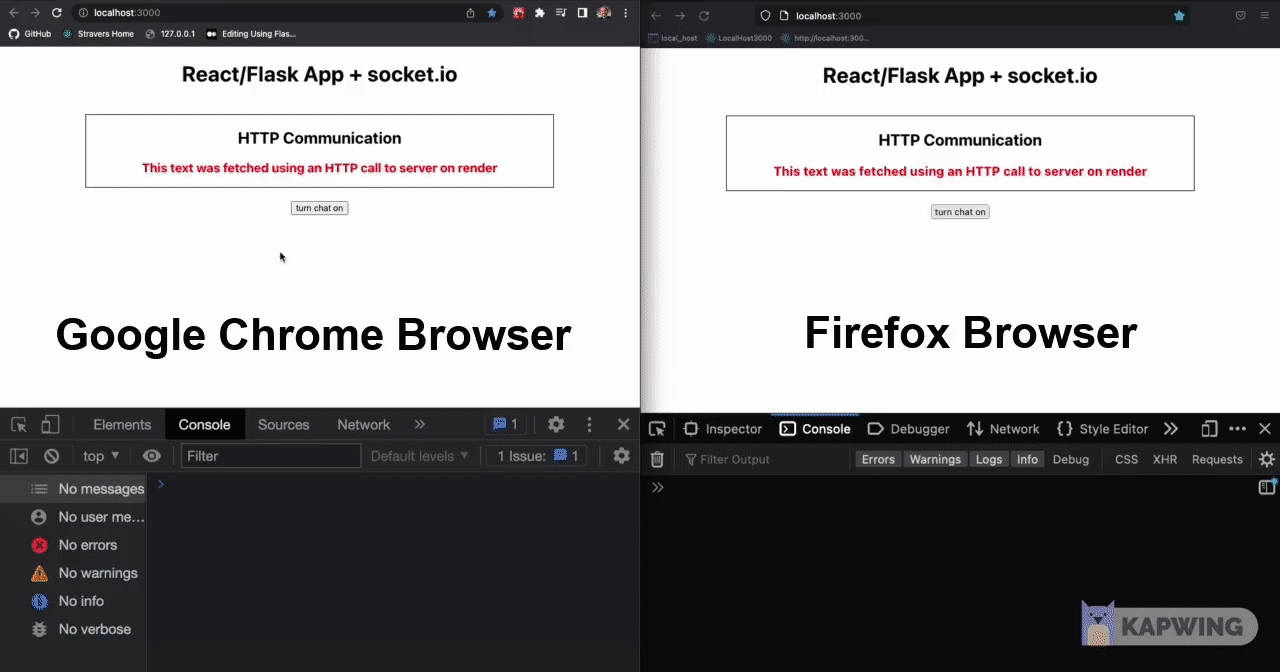 localhost:3000
GitHub Stravers Home 127.0.0.1 Editing Using Flas...
React/Flask App + socket.io
HTTP Communication
This text was fetched using an HTTP call to server on render
turn chat on
Google Chrome Browser
Elements Console Sources Network » 1
top ▼ Filter Default levels ▼ 1 Issue: 1
No messages
No user me...
No errors
No warnings
No info
No verbose
localhost:3000
local_host LocalHost3000 http://localhost:300...
React/Flask App + socket.io
HTTP Communication
This text was fetched using an HTTP call to server on render
turn chat on
Firefox Browser
Inspector Console Debugger Network {} Style Editor »
Filter Output Errors Warnings Logs Info Debug CSS XHR Requests
»
KAPWING